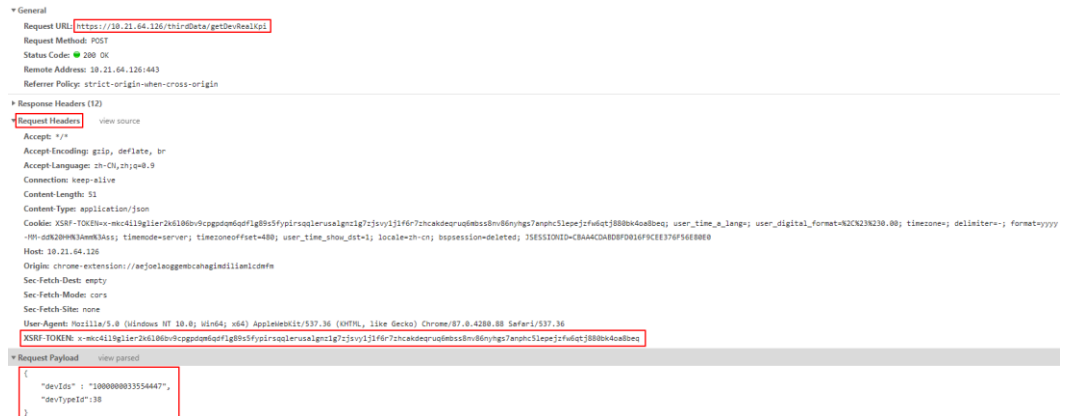 ▼ General
Request URL: https://10.21.64.126/thirdData/getDevRealKpi
Request Method: POST
Status Code: 200 OK
Remote Address: 10.21.64.126:443
Referrer Policy: strict-origin-when-cross-origin
▶ Response Headers (12)
▼ Request Headers view source
Accept: */*
Accept-Encoding: gzip, deflate, br
Accept-Language: zh-CN,zh;q=0.9
Connection: keep-alive
Content-Length: 51
Content-Type: application/json
Cookie: XSRF-TOKEN=x-mkc4il9glier2k6l06bv9cpgpdqm6qdflg89s5fypirsqqlerusalgnzlg7zjsvy1j1f6r7zhcakdeqruq6mbss8nv86nyhgs7anphc5lepejzfw6qtj880bk4oa8beq; user_time_a_lang=; user_digital_format=%2C%23%230.00; timezone=; delimiter=-; format=yyyy
-MM-dd%20HH%3Amm%3Ass; timemode=server; timezoneoffset=480; user_time_show_dst=1; locale=zh-cn; bspsession=deleted; JSESSIONID=CBAA4CDABD8FD016F9CEE376F56E80E0
Host: 10.21.64.126
Origin: chrome-extension://aejoelaoggembcahagimdiliamlcdmfm
Sec-Fetch-Dest: empty
Sec-Fetch-Mode: cors
Sec-Fetch-Site: none
User-Agent: Mozilla/5.0 (Windows NT 10.0; Win64; x64) AppleWebKit/537.36 (KHTML, like Gecko) Chrome/87.0.4280.88 Safari/537.36
XSRF-TOKEN: x-mkc4il9glier2k6l06bv9cpgpdqm6qdflg89s5fypirsqqlerusalgnzlg7zjsvy1j1f6r7zhcakdeqruq6mbss8nv86nyhgs7anphc5lepejzfw6qtj880bk4oa8beq
▼ Request Payload view parsed
{
"devIds" : "1000000033554447",
"devTypeId":38
}